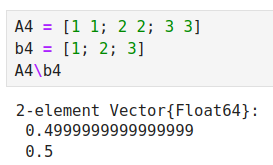 A4 = [1 1; 2 2; 3 3]
b4 = [1; 2; 3]
A4\b4
2-element Vector{Float64}:
0.4999999999999999
0.5